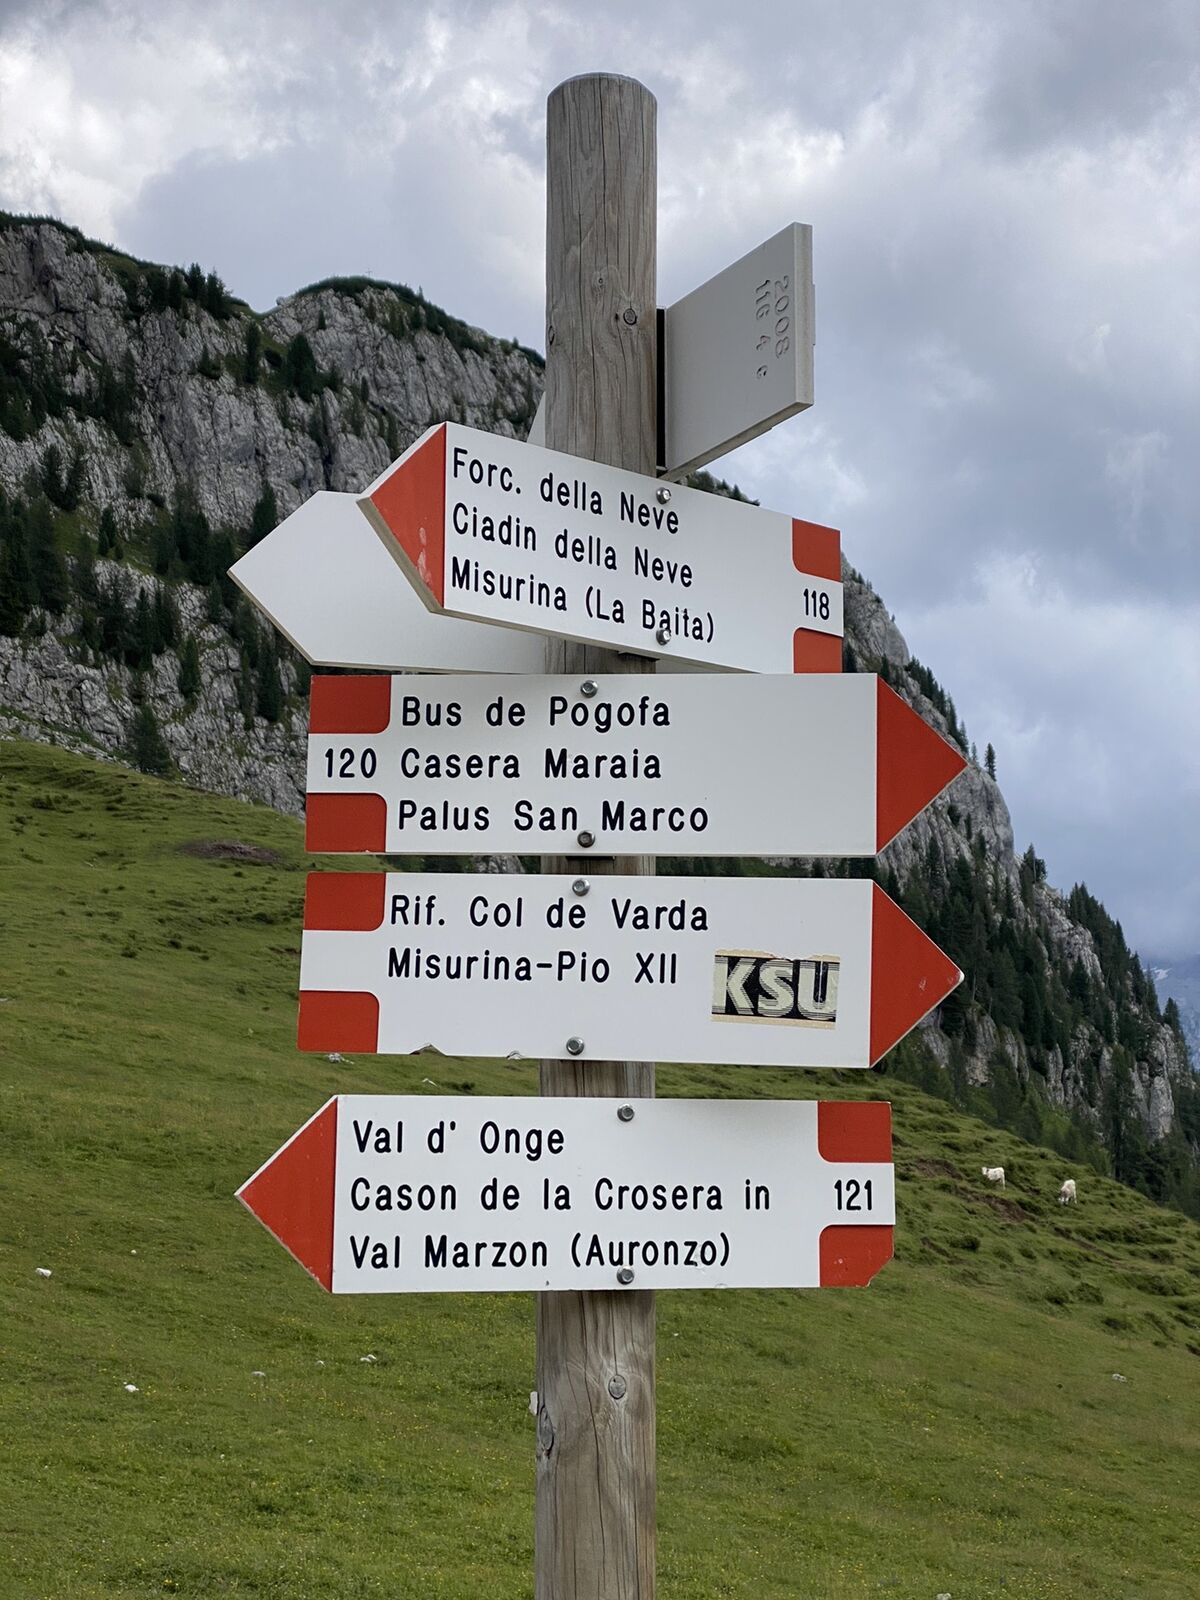 2008
116 4 c
Forc. della Neve
Ciadin della Neve
Misurina (La Baita)
118
Bus de Pogofa
120 Casera Maraia
Palus San Marco
Rif. Col de Varda
Misurina-Pio XII
KSU
Val d' Onge
Cason de la Crosera in
121
Val Marzon (Auronzo)